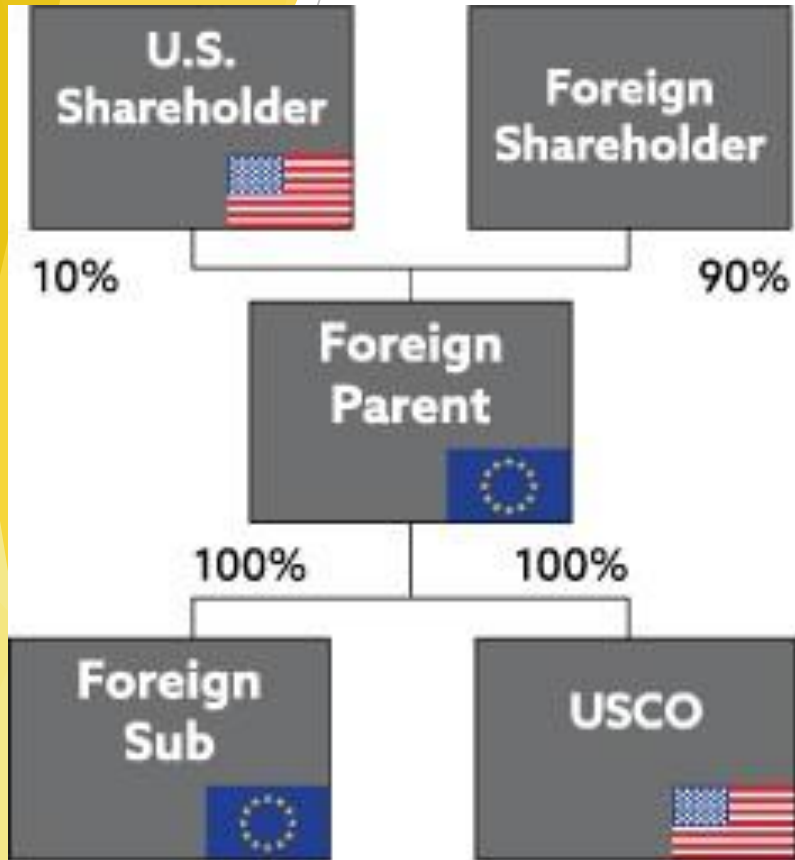 U.S.
Shareholder
Foreign
Shareholder
10%
90%
Foreign
Parent
100%
100%
Foreign
Sub
USCO